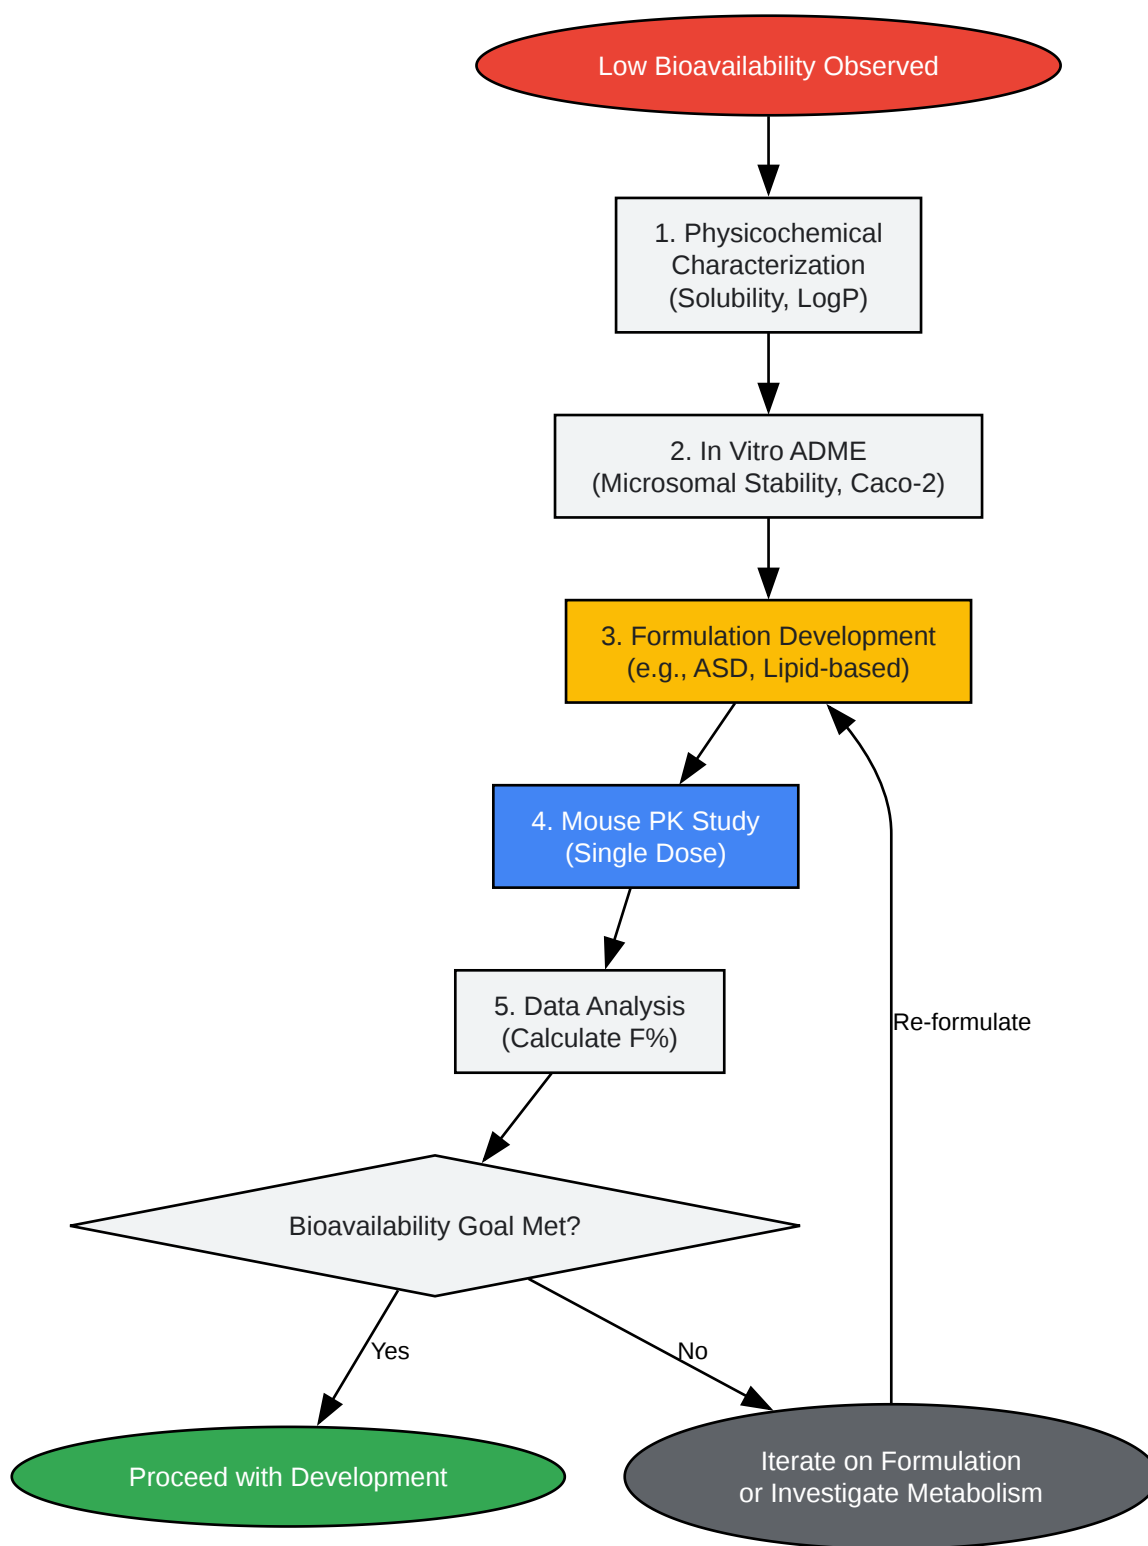 Low Bioavailability Observed
1. Physicochemical
Characterization
(Solubility, LogP)
2. In Vitro ADME
(Microsomal Stability, Caco-2)
3. Formulation Development
(e.g., ASD, Lipid-based)
4. Mouse PK Study
(Single Dose)
5. Data Analysis
(Calculate F%)
Re-formulate
Bioavailability Goal Met?
Yes
No
Proceed with Development
Iterate on Formulation
or Investigate Metabolism